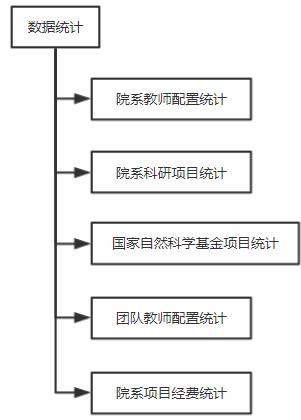 数据统计
院系教师配置统计
院系科研项目统计
国家自然科学基金项目统计
团队教师配置统计
院系项目经费统计